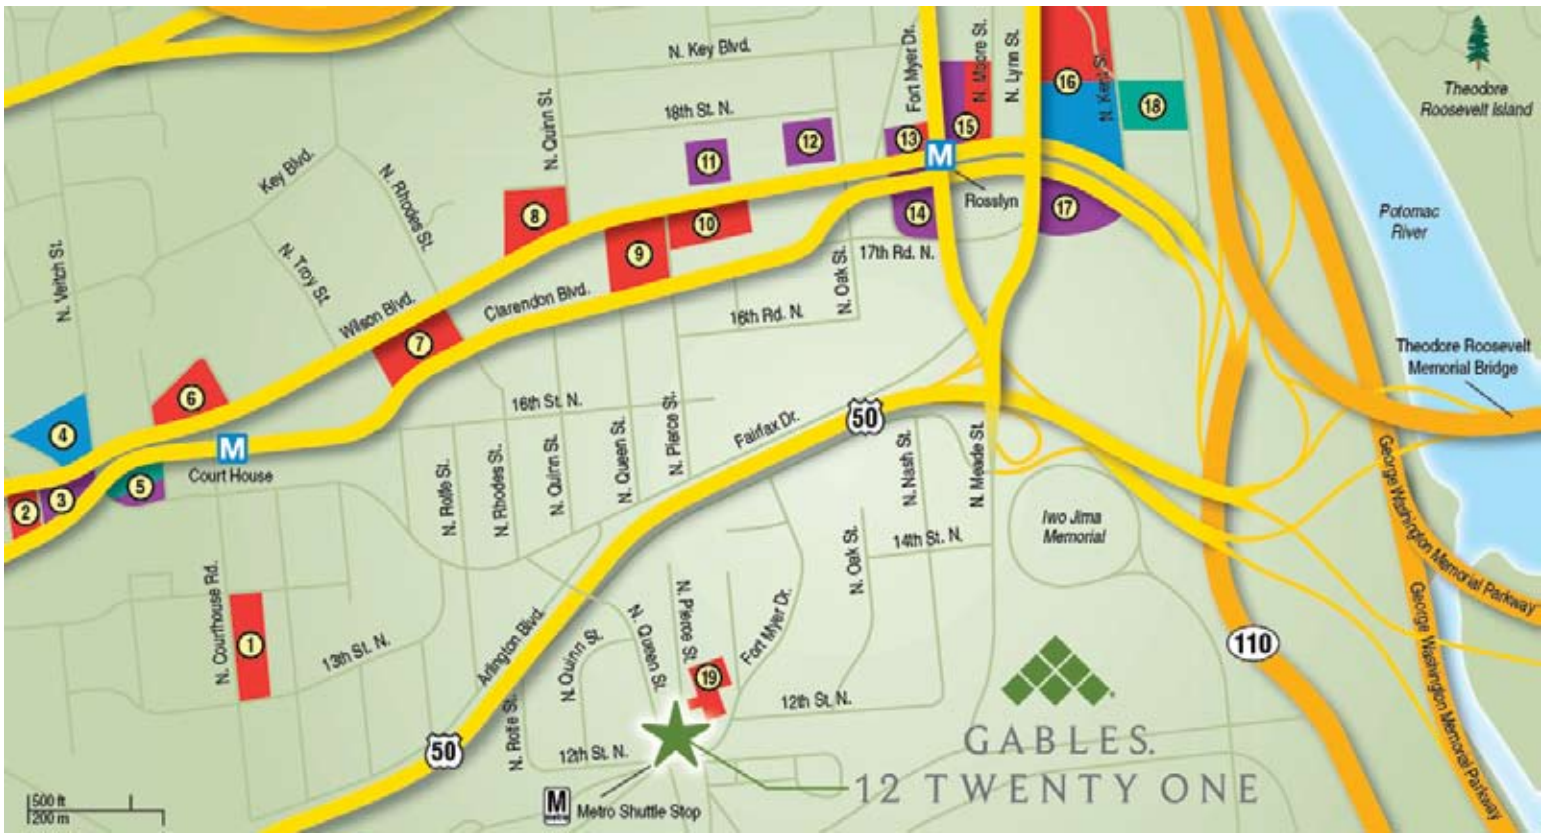 N. Key Blvd.
Fort Myer Dr.
N. Moore St.
N. Lynn St.
N. Kent St.
16
18
Theodore
Roosevelt Island
18th St. N.
N. Quinn St.
11
12
13
15
M
Rosslyn
14
17
17th Rd. N.
Potomac
River
Key Blvd.
N. Rhodes St.
8
9
10
N. Oak St.
N. Veitch St.
N. Troy St
Wilson Blvd.
Clarendon Blvd.
16th Rd. N.
7
Theodore Roosevelt
Memorial Bridge
6
4
16th St. N.
N. Pierce St.
Fairfax Dr.
50
M
Court House
2
3
5
N. Rolfe St.
N. Rhodes St.
N. Quinn St.
N. Queen St.
N. Nash St.
N. Meade St.
Iwo Jima
Memorial
14th St. N.
N. Oak St.
George Washington Memorial Parkway
George Washington Memorial Parkway
N. Courthouse Rd.
1
13th St. N.
Arlington Blvd.
N. Quinn St.
N. Queen St.
N. Pierce St.
Fort Myer Dr.
19
110
12th St. N.
N. Rolfe St.
50
12th St. N.
GABLES.
12 TWENTY ONE
M
metro
Metro Shuttle Stop
500 ft
200 m